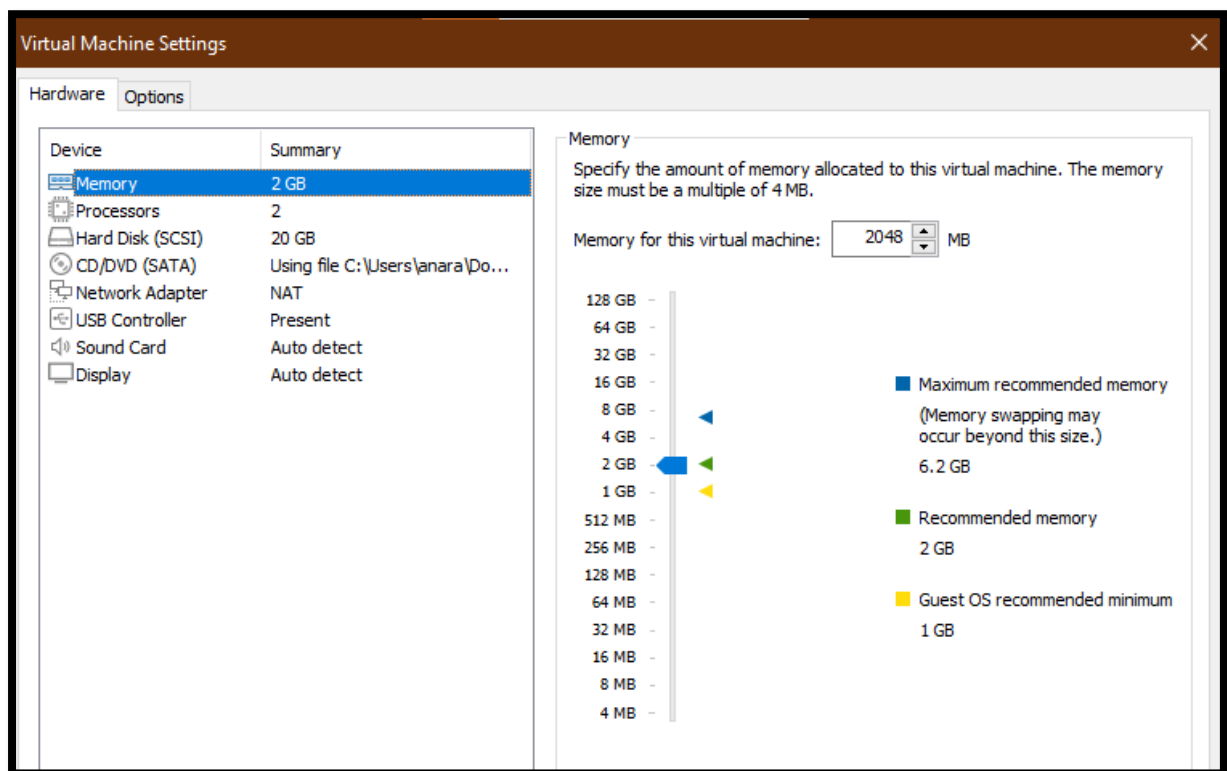 Virtual Machine Settings
Hardware Options
Device Summary
Memory 2 GB
Processors 2
Hard Disk (SCSI) 20 GB
CD/DVD (SATA) Using file C:\Users\anara\Do...
Network Adapter NAT
USB Controller Present
Sound Card Auto detect
Display Auto detect
Memory
Specify the amount of memory allocated to this virtual machine. The memory
size must be a multiple of 4 MB.
Memory for this virtual machine: 2048 MB
128 GB
64 GB
32 GB
16 GB
8 GB
4 GB
2 GB
1 GB
512 MB
256 MB
128 MB
64 MB
32 MB
16 MB
8 MB
4 MB
Maximum recommended memory
(Memory swapping may
occur beyond this size.)
6.2 GB
Recommended memory
2 GB
Guest OS recommended minimum
1 GB